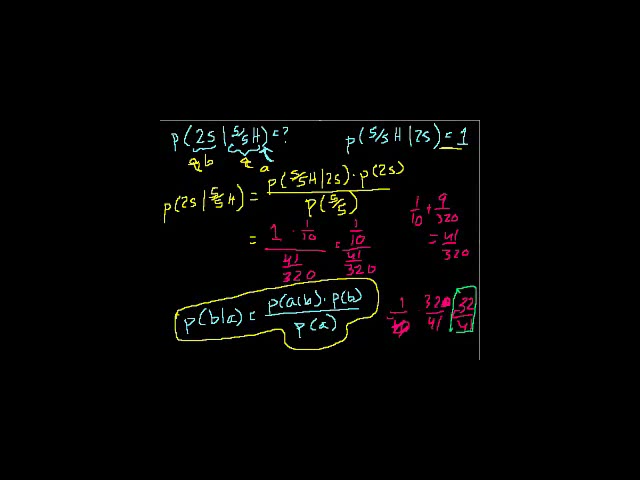 p(2S | 5/5 H) = ?
p(5/5 H | 2S) = 1
b
a
p(2S | 5/5 H) = p(5/5 H | 2S) · p(2S) / p(5/5)
1/10 + 9/320
= 41/320
= 1 · 1/10 / 41/320 = 1/10 / 41/320
p(b|a) = p(a|b) · p(b) / p(a)
= 1/10 · 320/41 32/41